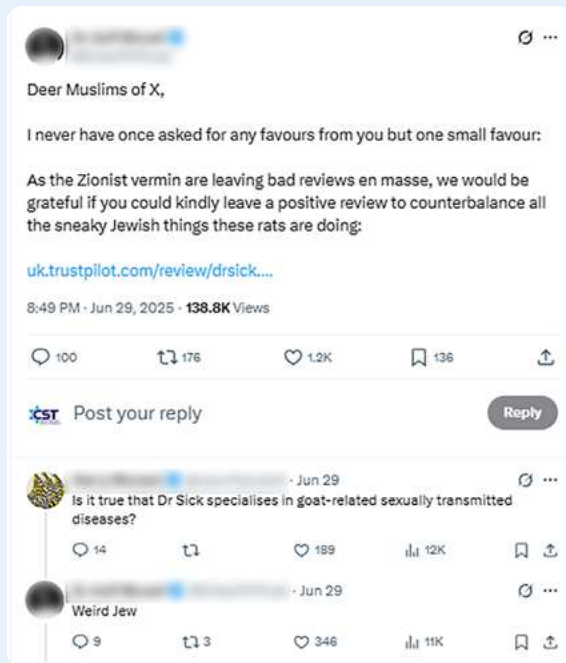 Deer Muslims of X,
I never have once asked for any favours from you but one small favour:
As the Zionist vermin are leaving bad reviews en masse, we would be
grateful if you could kindly leave a positive review to counterbalance all
the sneaky Jewish things these rats are doing:
uk.trustpilot.com/review/drsick....
8:49 PM · Jun 29, 2025 · 138.8K Views
100 176 1.2K 136
CST Post your reply Reply
· Jun 29
Is it true that Dr Sick specialises in goat-related sexually transmitted
diseases?
14 189 12K
· Jun 29
Weird Jew
9 3 346 11K